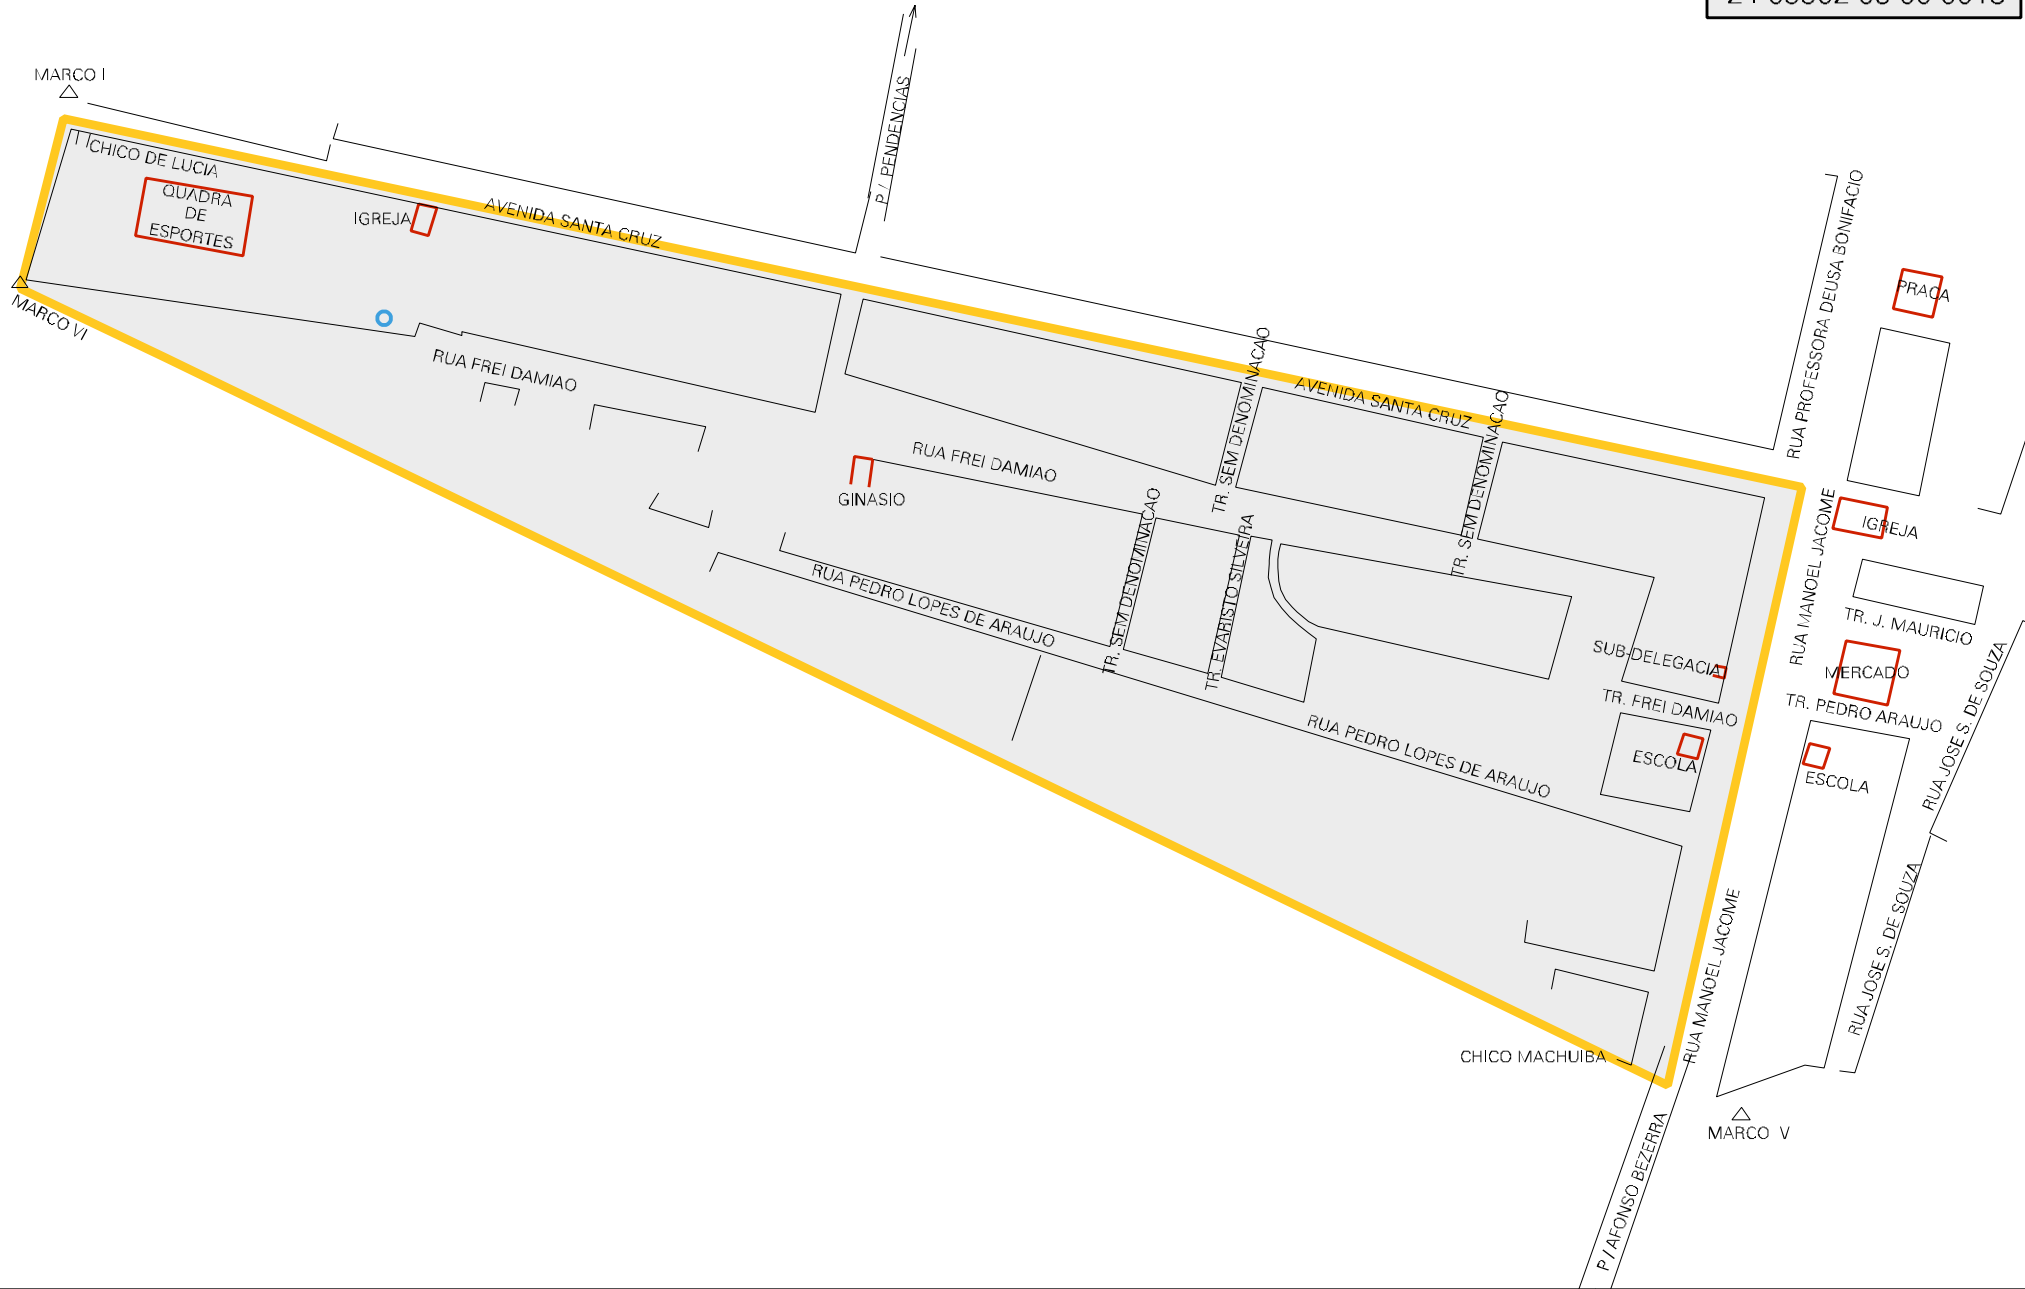 MARCO I
P / PENDENCIAS
CHICO DE LUCIA
QUADRA
DE
ESPORTES
IGREJA
AVENIDA SANTA CRUZ
RUA PROFESSORA DEUSA BONIFACIO
PRACA
MARCO VI
RUA FREI DAMIAO
TR. SEM DENOMINACAO
AVENIDA SANTA CRUZ
TR. SEM DENOMINACAO
RUA FREI DAMIAO
GINASIO
RUA MANOEL JACOME
IGREJA
TR. SEM DENOMINACAO
TR. EVARISTO SILVEIRA
RUA PEDRO LOPES DE ARAUJO
TR. J. MAURICIO
SUB-DELEGACIA
MERCADO
TR. FREI DAMIAO
TR. PEDRO ARAUJO
RUA JOSE S. DE SOUZA
RUA PEDRO LOPES DE ARAUJO
ESCOLA
ESCOLA
RUA MANOEL JACOME
RUA JOSE S. DE SOUZA
CHICO MACHUIBA
MARCO V
P / AFONSO BEZERRA